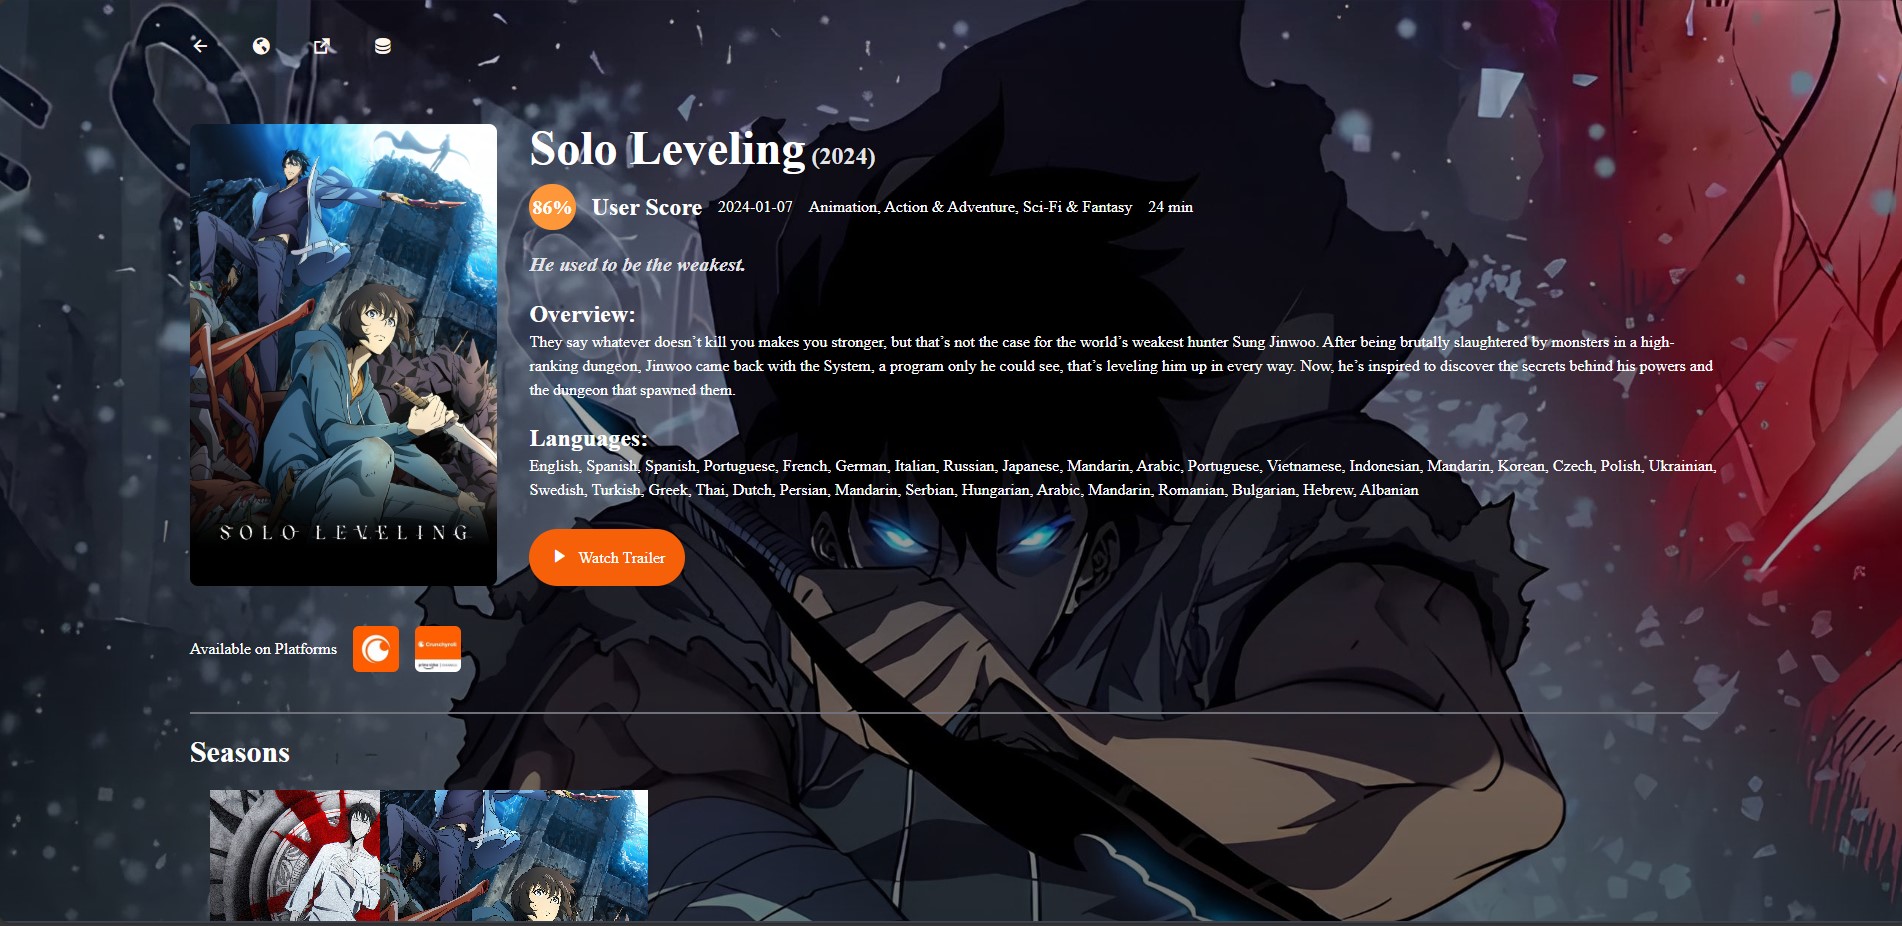 Solo Leveling (2024)
86% User Score 2024-01-07 Animation, Action & Adventure, Sci-Fi & Fantasy 24 min
He used to be the weakest.
Overview:
They say whatever doesn’t kill you makes you stronger, but that’s not the case for the world’s weakest hunter Sung Jinwoo. After being brutally slaughtered by monsters in a high-
ranking dungeon, Jinwoo came back with the System, a program only he could see, that’s leveling him up in every way. Now, he’s inspired to discover the secrets behind his powers and
the dungeon that spawned them.
Languages:
English, Spanish, Spanish, Portuguese, French, German, Italian, Russian, Japanese, Mandarin, Arabic, Portuguese, Vietnamese, Indonesian, Mandarin, Korean, Czech, Polish, Ukrainian,
Swedish, Turkish, Greek, Thai, Dutch, Persian, Mandarin, Serbian, Hungarian, Arabic, Mandarin, Romanian, Bulgarian, Hebrew, Albanian
SOLO LEVELING
Watch Trailer
Available on Platforms
Crunchyroll
Seasons